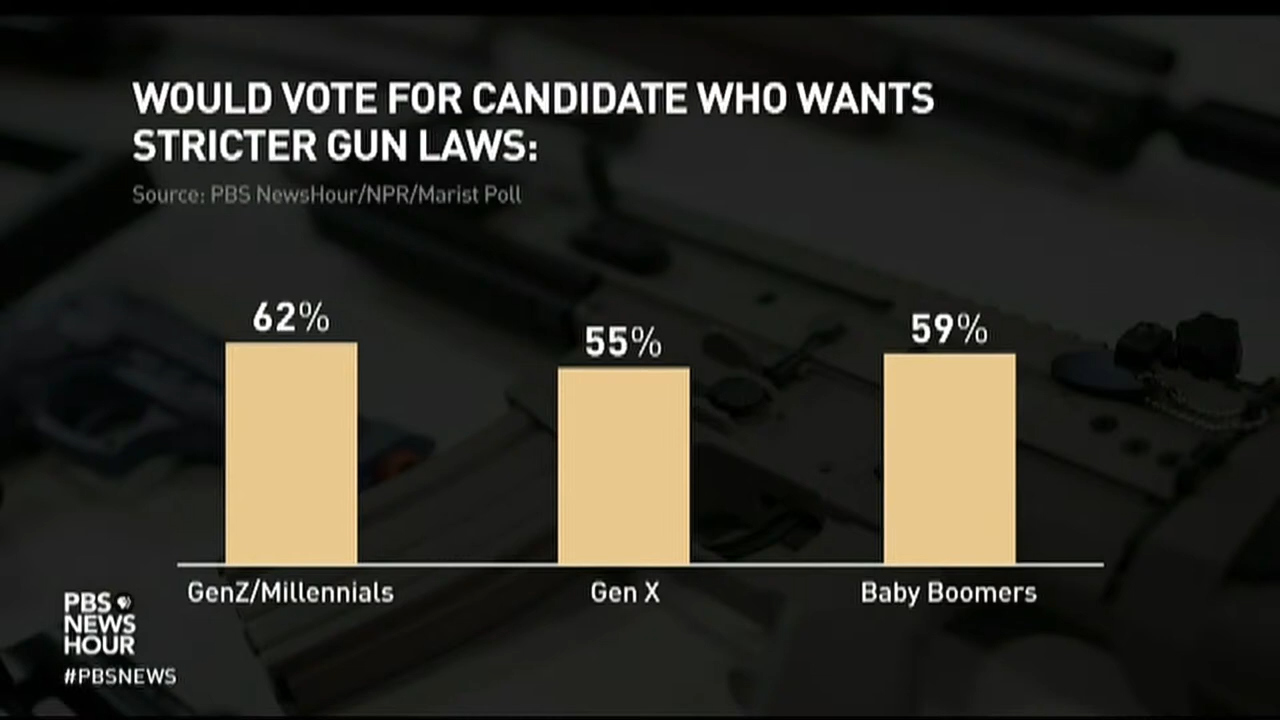 WOULD VOTE FOR CANDIDATE WHO WANTS
STRICTER GUN LAWS:
Source: PBS NewsHour/NPR/Marist Poll
62%
55%
59%
GenZ/Millennials
Gen X
Baby Boomers
PBS
NEWS
HOUR
#PBSNEWS